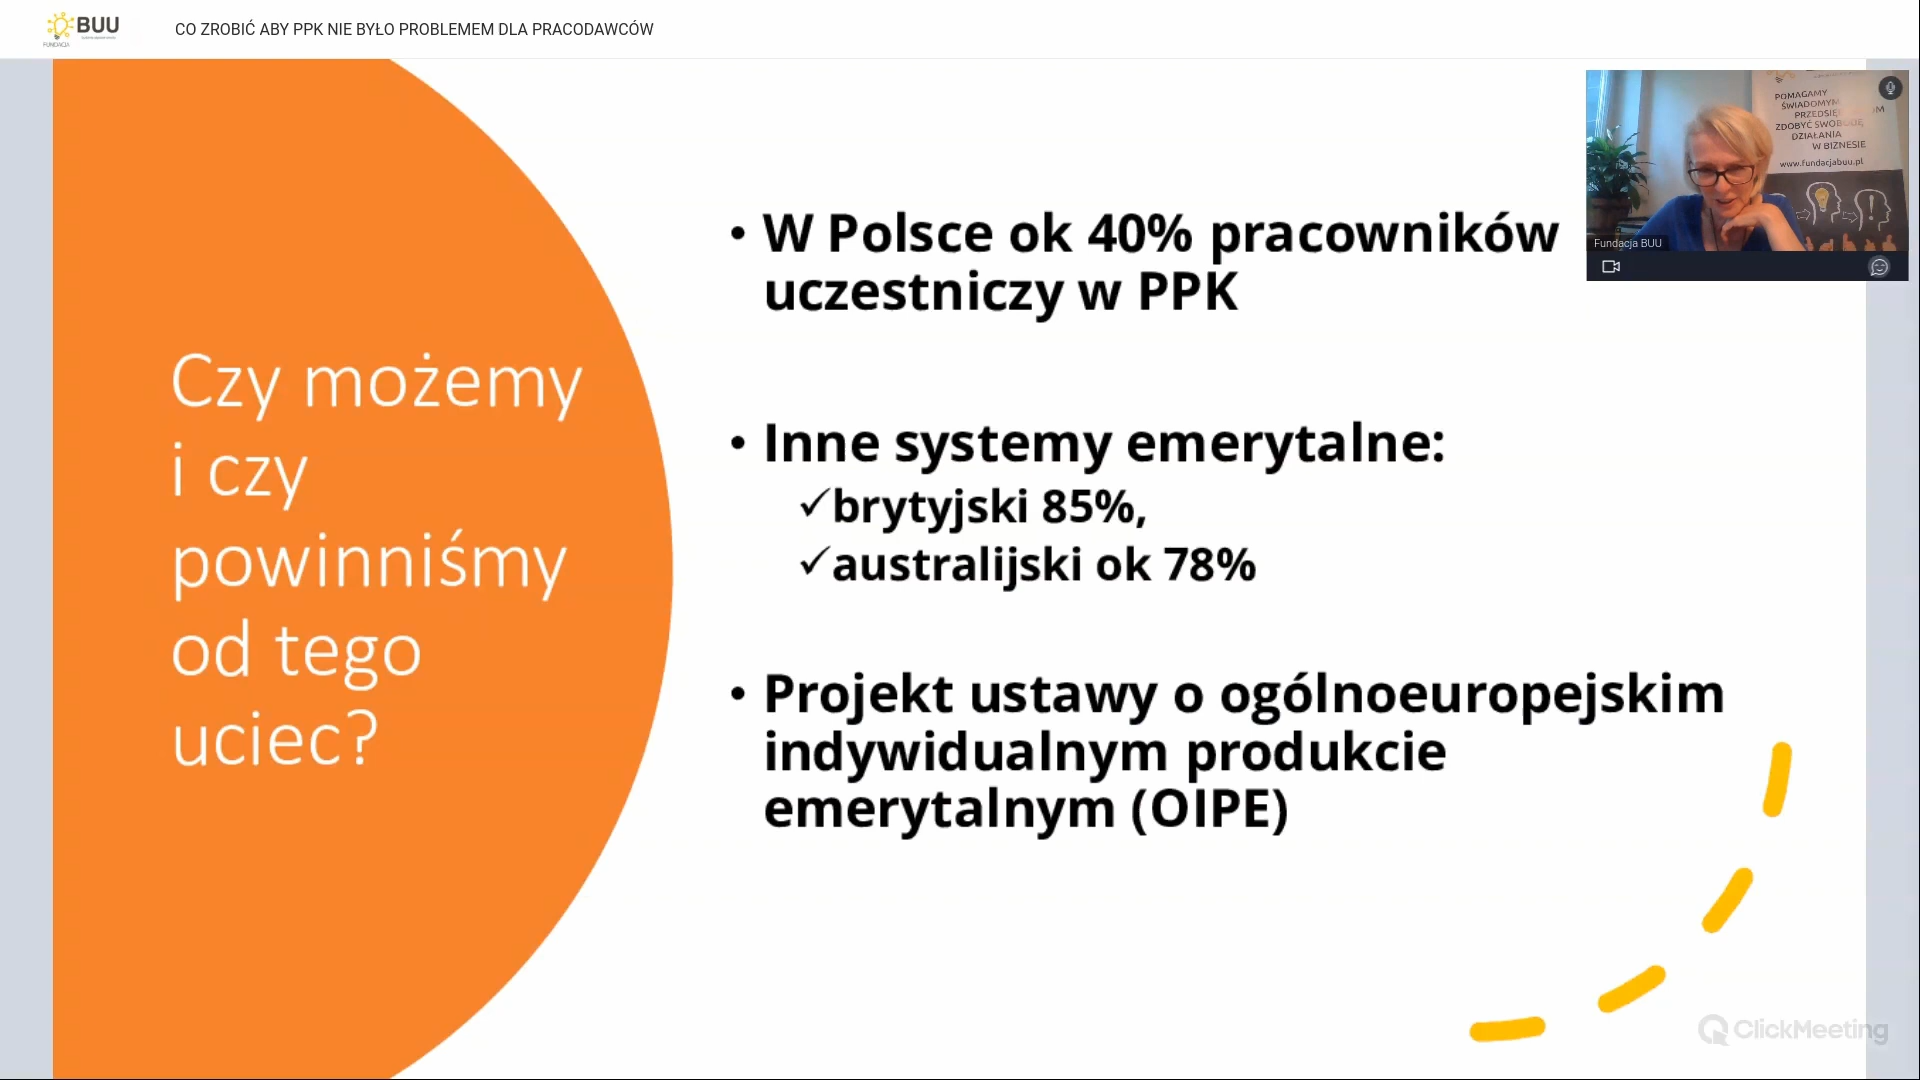 BUU
FUNDACJA
CO ZROBIĆ ABY PPK NIE BYŁO PROBLEMEM DLA PRACODAWCÓW
Czy możemy
i czy
powinniśmy
od tego
uciec?
• W Polsce ok 40% pracowników
uczestniczy w PPK
• Inne systemy emerytalne:
✓brytyjski 85%,
✓australijski ok 78%
• Projekt ustawy o ogólnoeuropejskim
indywidualnym produkcie
emerytalnym (OIPE)
POMAGAMY
ŚWIADOMYM
ZDOBYĆ SWOBODĘ
DZIAŁANIA
W BIZNESIE
www.fundacjabuu.pl
Fundacja BUU
ClickMeeting